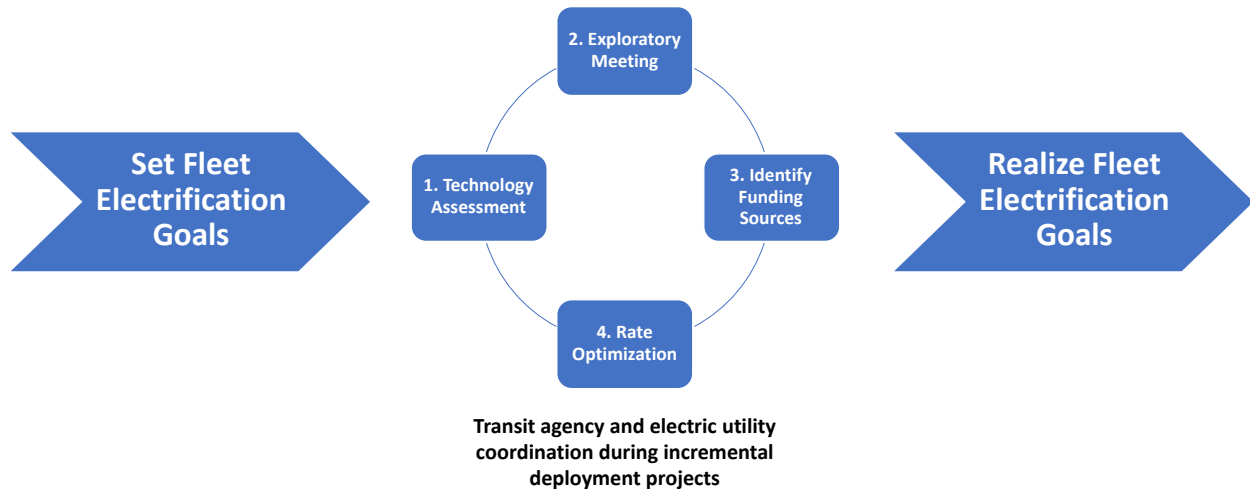 Set Fleet
Electrification
Goals
1. Technology
Assessment
2. Exploratory
Meeting
3. Identify
Funding
Sources
4. Rate
Optimization
Transit agency and electric utility
coordination during incremental
deployment projects
Realize Fleet
Electrification
Goals